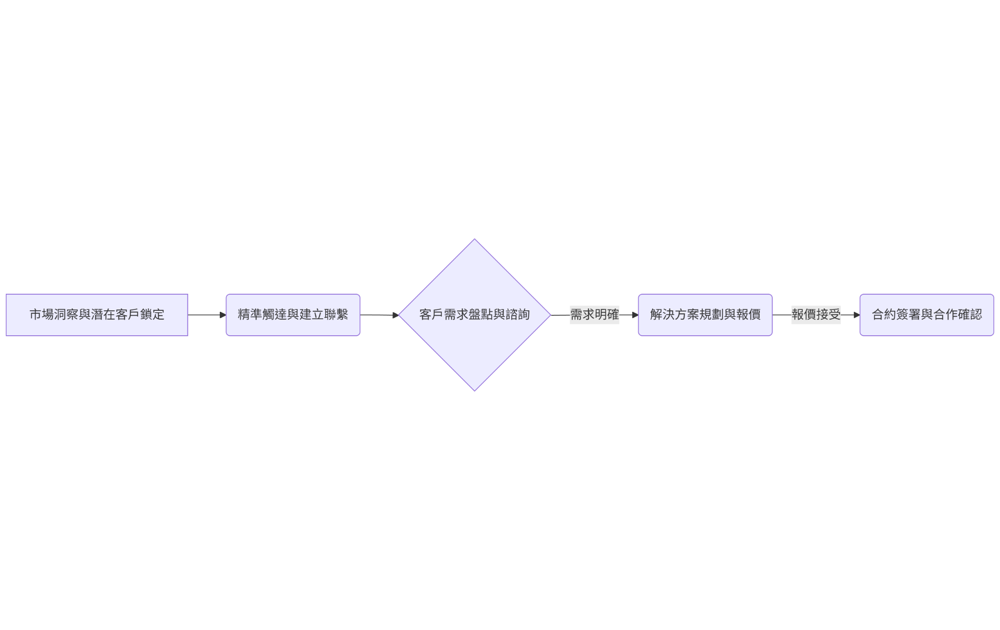 市場洞察與潛在客戶鎖定
精準觸達與建立聯繫
客戶需求盤點與諮詢
需求明確
解決方案規劃與報價
報價接受
合約簽署與合作確認